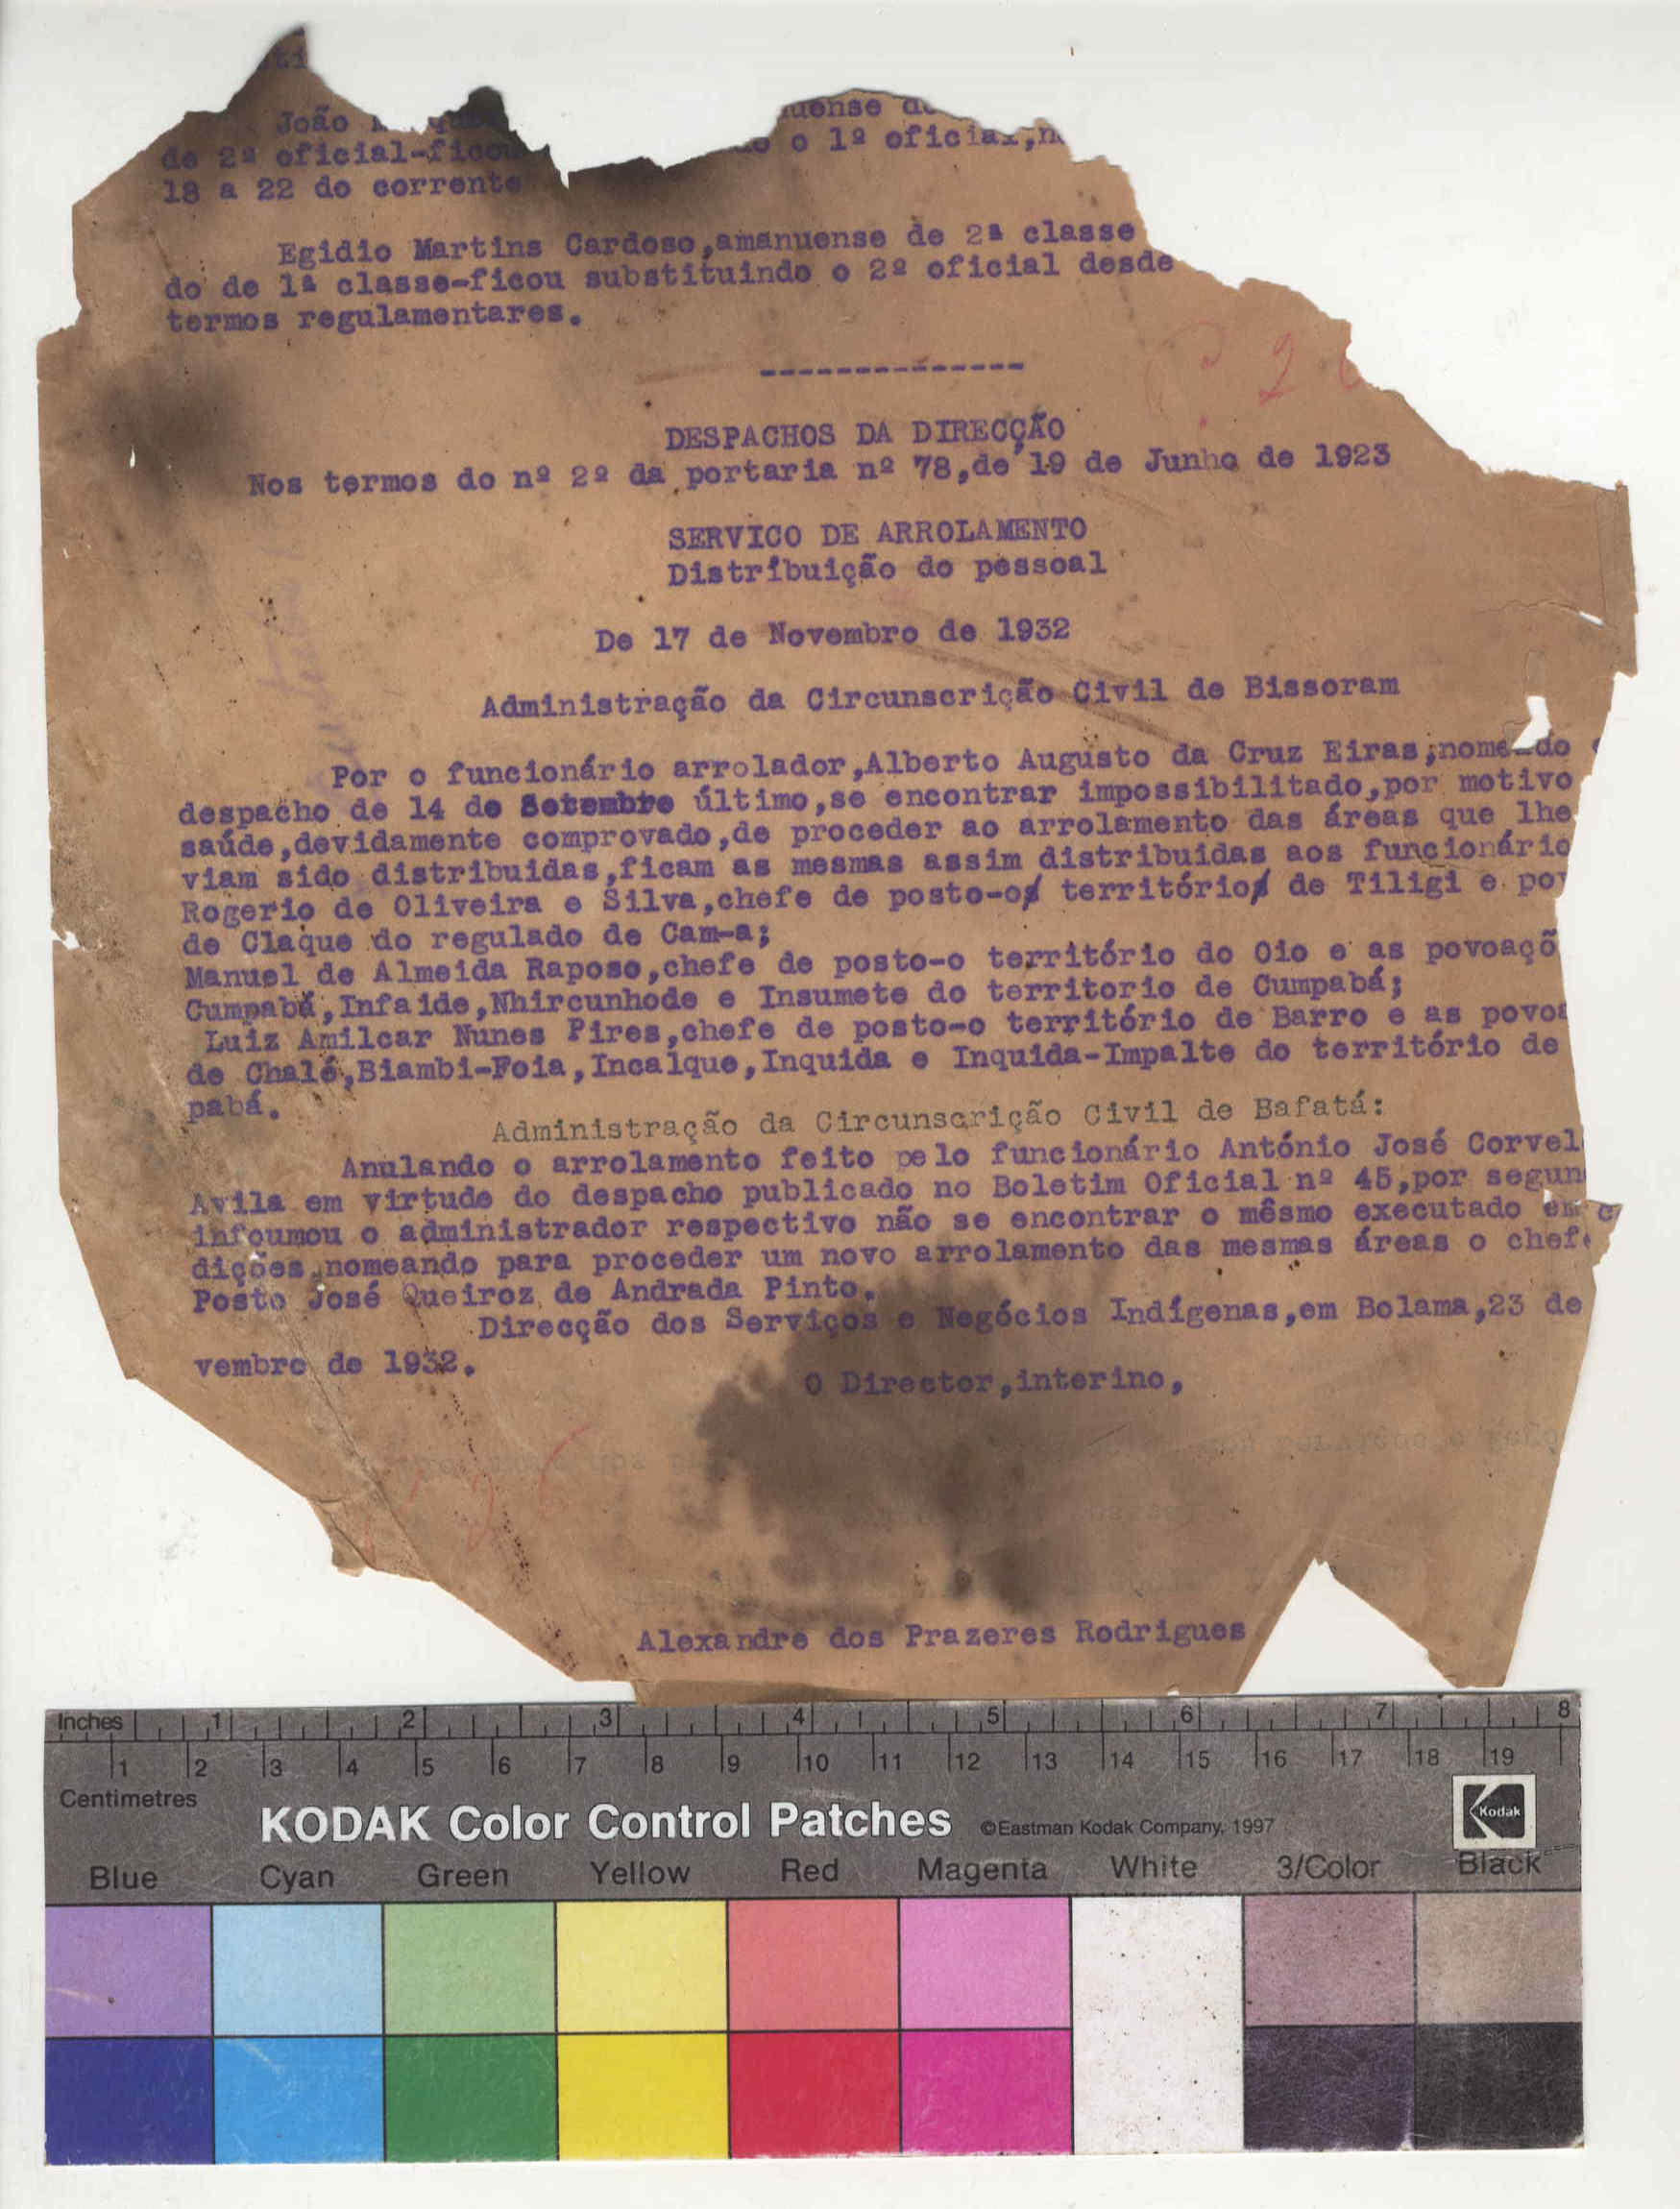 ti
João
uense d
de 2º oficial-ficou o 1º oficial,n
18 a 22 do corrente
Egidio Martins Cardoso,amanuense de 2ª classe
do de 1ª classe-ficou substituindo o 2º oficial desde
termos regulamentares.
--------------
P. 2
DESPACHOS DA DIRECÇÃO
Nos termos do nº 2º da portaria nº 78,de 19 de Junho de 1923
SERVICO DE ARROLAMENTO
Distribuição do pessoal
De 17 de Novembro de 1932
Administração da Circunscrição Civil de Bissoram
Por o funcionário arrolador,Alberto Augusto da Cruz Eiras,nomeado
despacho de 14 de Setembro último,se encontrar impossibilitado,por motivo
saúde,devidamente comprovado,de proceder ao arrolamento das áreas que lhe
viam sido distribuidas,ficam as mesmas assim distribuidas aos funcionário
Rogerio de Oliveira e Silva,chefe de posto-o território de Tiligi e pov
de Claque do regulado de Cam-a;
Manuel de Almeida Raposo,chefe de posto-o território do Oio e as povoaçõ
Cumpabá,Infaide,Nhircunhode e Insumete do territorio de Cumpabá;
Luiz Amilcar Nunes Pires,chefe de posto-o território de Barro e as povoa
de Chalé,Biambi-Foia,Incalque,Inquida e Inquida-Impalte do território de
pabá.
Administração da Circunscrição Civil de Bafatá:
Anulando o arrolamento feito pelo funcionário António José Corvel
Avila em virtude do despacho publicado no Boletim Oficial nº 45,por segun
infoumou o administrador respectivo não se encontrar o mêsmo executado em c
dições,nomeando para proceder um novo arrolamento das mesmas áreas o chef
Posto José Queiroz de Andrada Pinto.
Direcção dos Serviços e Negócios Indígenas,em Bolama,23 de
vembro de 1932.
O Director,interino,
Alexandre dos Prazeres Rodrigues
Inches 1 2 3 4 5 6 7 8
1 2 3 4 5 6 7 8 9 10 11 12 13 14 15 16 17 18 19
Centimetres
KODAK Color Control Patches ©Eastman Kodak Company, 1997 Kodak
Blue Cyan Green Yellow Red Magenta White 3/Color Black